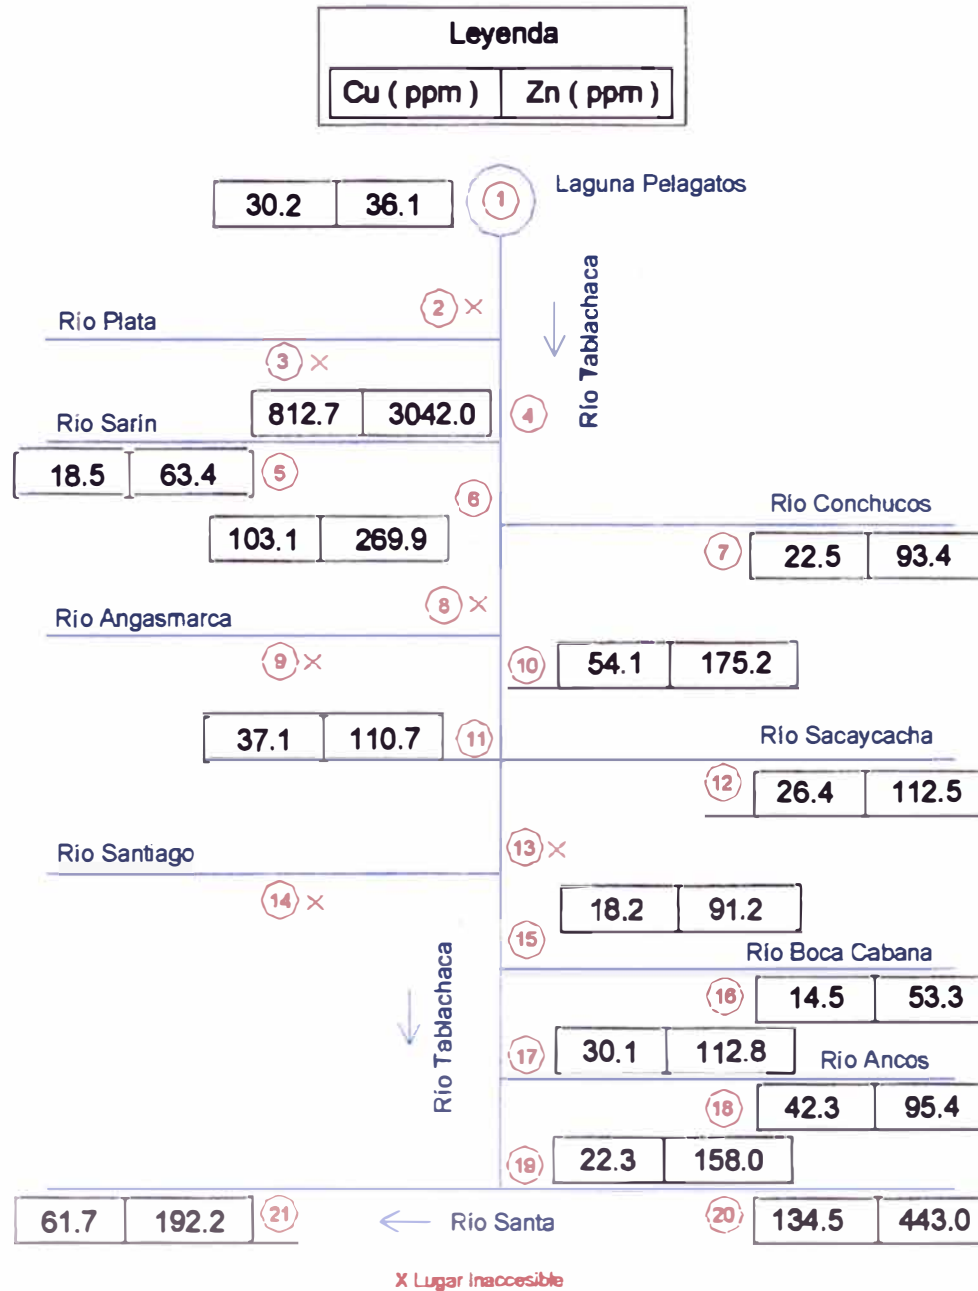 Leyenda
Cu ( ppm ) Zn ( ppm )
30.2 36.1 1 Laguna Pelagatos
2 X
Río Tablachaca
Río Plata
3 X
812.7 3042.0 4
Río Sarín
18.5 63.4 5
6
103.1 269.9
Río Conchucos
7 22.5 93.4
8 X
Río Angasmarca
9 X
10 54.1 175.2
37.1 110.7 11
Río Sacaycacha
12 26.4 112.5
13 X
Río Santiago
14 X
18.2 91.2
15
Río Boca Cabana
16 14.5 53.3
Río Tablachaca
17 30.1 112.8
Río Ancos
18 42.3 95.4
19 22.3 158.0
61.7 192.2 21 Río Santa 20 134.5 443.0
X Lugar Inaccesible